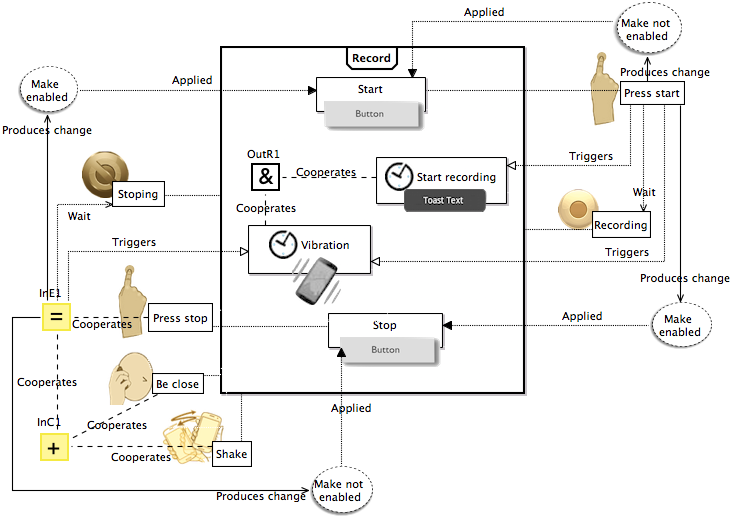 Applied
Make not
enabled
Record
Make
enabled
Applied
Start
Button
Produces change
Press start
Produces change
OutR1
&
Cooperates
Start recording
Toast Text
Triggers
Stoping
Wait
Wait
Cooperates
Recording
Triggers
Vibration
Triggers
Produces change
InE1
=
Cooperates
Press stop
Stop
Button
Applied
Make
enabled
Cooperates
Be close
Applied
InC1
+
Cooperates
Cooperates
Shake
Produces change
Make not
enabled